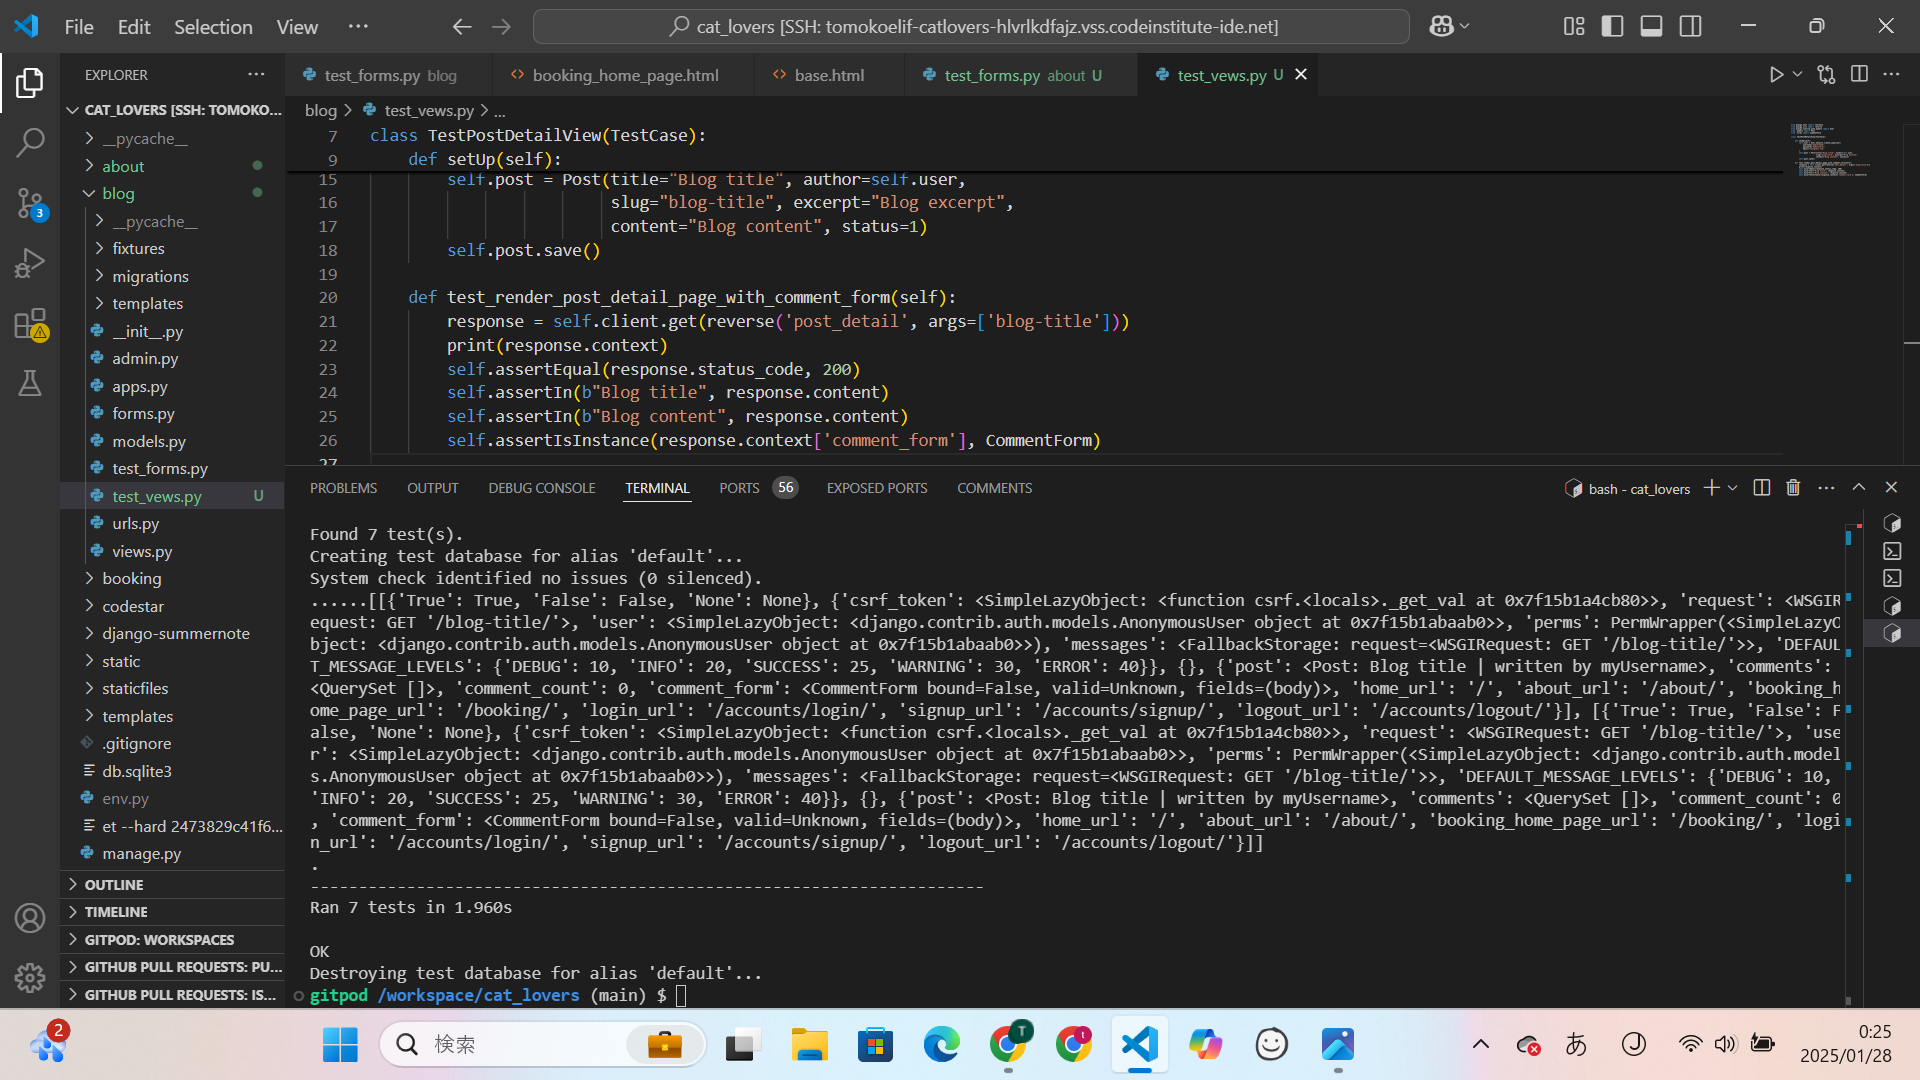 File Edit Selection View ···
cat_lovers [SSH: tomokoelif-catlovers-hlvrlkdfajz.vss.codeinstitute-ide.net]
EXPLORER ···
test_forms.py blog
booking_home_page.html
base.html
test_forms.py about U
test_vews.py U
CAT_LOVERS [SSH: TOMOKO...
__pycache__
about
blog
__pycache__
fixtures
migrations
templates
__init__.py
admin.py
apps.py
forms.py
models.py
test_forms.py
test_vews.py U
urls.py
views.py
booking
codestar
django-summernote
static
staticfiles
templates
.gitignore
db.sqlite3
env.py
et --hard 2473829c41f6...
manage.py
OUTLINE
TIMELINE
GITPOD: WORKSPACES
GITHUB PULL REQUESTS: PU...
GITHUB PULL REQUESTS: IS...
3
blog > test_vews.py > ...
7 class TestPostDetailView(TestCase):
9 def setUp(self):
15 self.post = Post(title="Blog title", author=self.user,
16 slug="blog-title", excerpt="Blog excerpt",
17 content="Blog content", status=1)
18 self.post.save()
19
20 def test_render_post_detail_page_with_comment_form(self):
21 response = self.client.get(reverse('post_detail', args=['blog-title']))
22 print(response.context)
23 self.assertEqual(response.status_code, 200)
24 self.assertIn(b"Blog title", response.content)
25 self.assertIn(b"Blog content", response.content)
26 self.assertIsInstance(response.context['comment_form'], CommentForm)
27
PROBLEMS OUTPUT DEBUG CONSOLE TERMINAL PORTS 56 EXPOSED PORTS COMMENTS
bash - cat_lovers
Found 7 test(s).
Creating test database for alias 'default'...
System check identified no issues (0 silenced).
......[[{'True': True, 'False': False, 'None': None}, {'csrf_token': <SimpleLazyObject: <function csrf.<locals>._get_val at 0x7f15b1a4cb80>>, 'request': <WSGIR
equest: GET '/blog-title/'>, 'user': <SimpleLazyObject: <django.contrib.auth.models.AnonymousUser object at 0x7f15b1abaab0>>, 'perms': PermWrapper(<SimpleLazyO
bject: <django.contrib.auth.models.AnonymousUser object at 0x7f15b1abaab0>>), 'messages': <FallbackStorage: request=<WSGIRequest: GET '/blog-title/'>>, 'DEFAUL
T_MESSAGE_LEVELS': {'DEBUG': 10, 'INFO': 20, 'SUCCESS': 25, 'WARNING': 30, 'ERROR': 40}}, {}, {'post': <Post: Blog title | written by myUsername>, 'comments':
<QuerySet []>, 'comment_count': 0, 'comment_form': <CommentForm bound=False, valid=Unknown, fields=(body)>, 'home_url': '/', 'about_url': '/about/', 'booking_h
ome_page_url': '/booking/', 'login_url': '/accounts/login/', 'signup_url': '/accounts/signup/', 'logout_url': '/accounts/logout/'}], [{'True': True, 'False': F
alse, 'None': None}, {'csrf_token': <SimpleLazyObject: <function csrf.<locals>._get_val at 0x7f15b1a4cb80>>, 'request': <WSGIRequest: GET '/blog-title/'>, 'use
r': <SimpleLazyObject: <django.contrib.auth.models.AnonymousUser object at 0x7f15b1abaab0>>, 'perms': PermWrapper(<SimpleLazyObject: <django.contrib.auth.model
s.AnonymousUser object at 0x7f15b1abaab0>>), 'messages': <FallbackStorage: request=<WSGIRequest: GET '/blog-title/'>>, 'DEFAULT_MESSAGE_LEVELS': {'DEBUG': 10,
'INFO': 20, 'SUCCESS': 25, 'WARNING': 30, 'ERROR': 40}}, {}, {'post': <Post: Blog title | written by myUsername>, 'comments': <QuerySet []>, 'comment_count': 0
, 'comment_form': <CommentForm bound=False, valid=Unknown, fields=(body)>, 'home_url': '/', 'about_url': '/about/', 'booking_home_page_url': '/booking/', 'logi
n_url': '/accounts/login/', 'signup_url': '/accounts/signup/', 'logout_url': '/accounts/logout/'}]]
.
----------------------------------------------------------------------
Ran 7 tests in 1.960s
OK
Destroying test database for alias 'default'...
gitpod /workspace/cat_lovers (main) $
2
検索
T
t
あ
0:25
2025/01/28